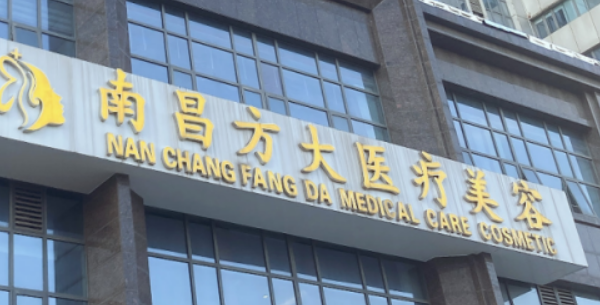 南昌方大医疗美容
NAN CHANG FANG DA MEDICAL CARE COSMETIC